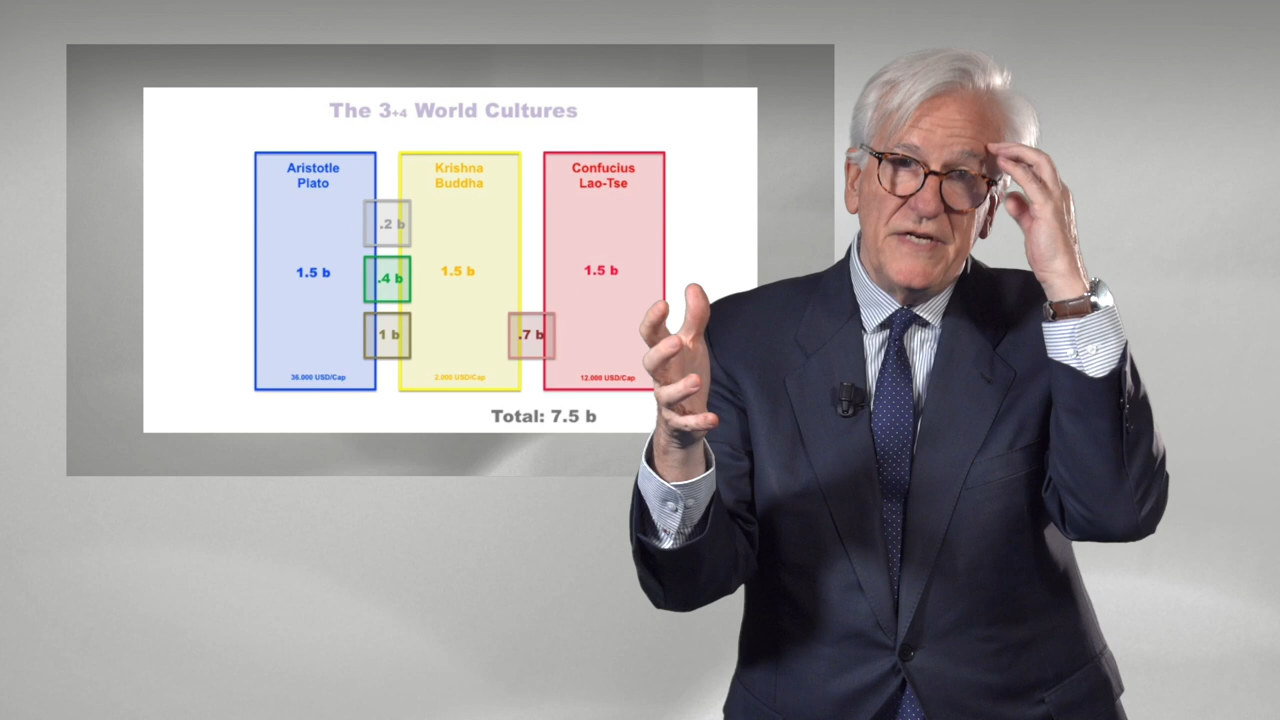 The 3+4 World Cultures
Aristotle
Plato
Krishna
Buddha
Confucius
Lao-Tse
.2 b
1.5 b
.4 b
1.5 b
1.5 b
1 b
.7 b
36.000 USD/Cap
2.000 USD/Cap
12.000 USD/Cap
Total: 7.5 b